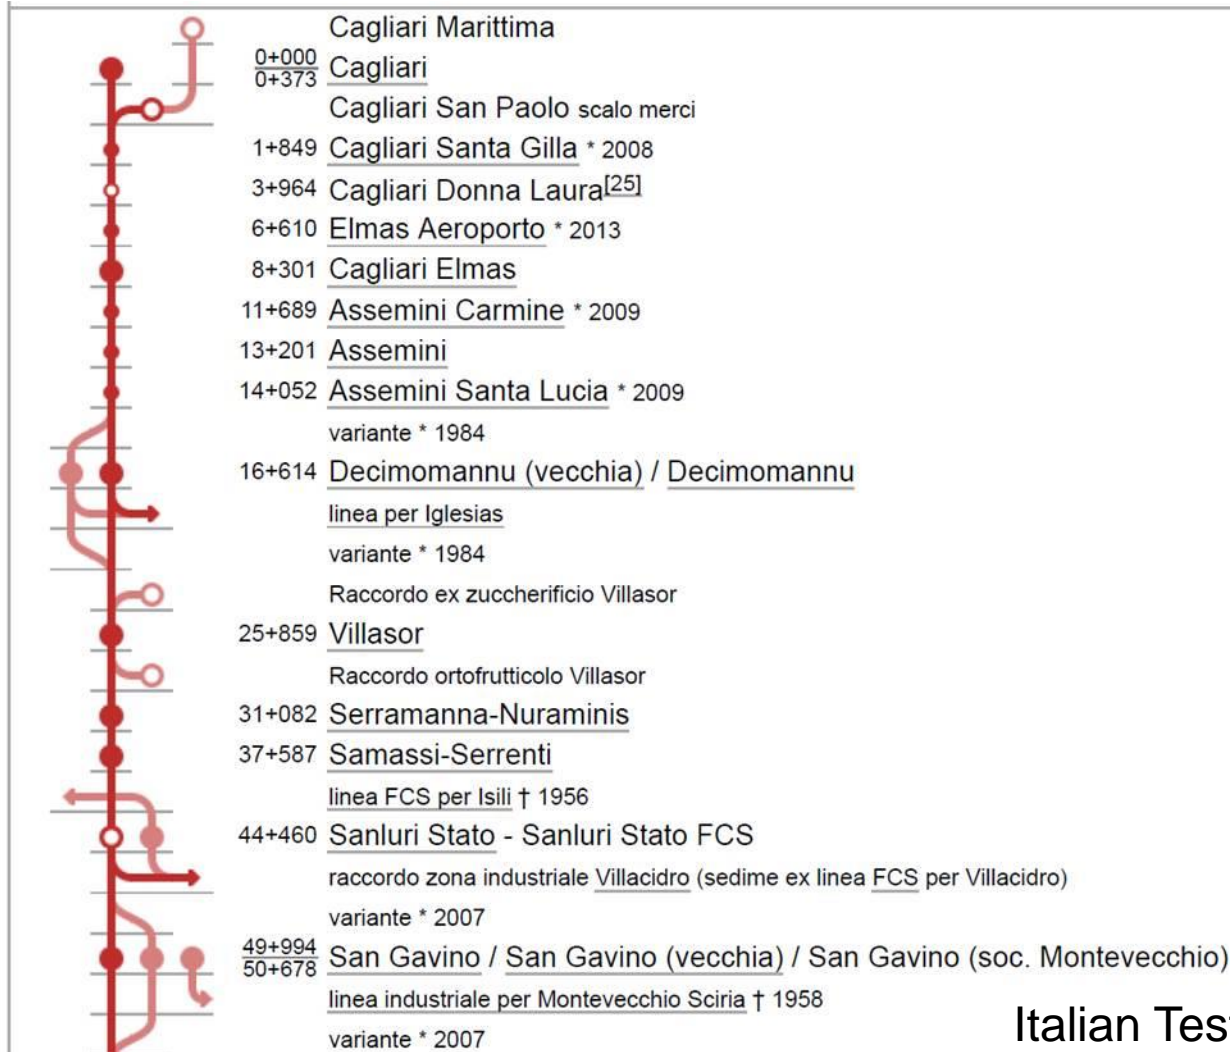 Cagliari Marittima
0+000
0+373 Cagliari
Cagliari San Paolo scalo merci
1+849 Cagliari Santa Gilla * 2008
3+964 Cagliari Donna Laura[25]
6+610 Elmas Aeroporto * 2013
8+301 Cagliari Elmas
11+689 Assemini Carmine * 2009
13+201 Assemini
14+052 Assemini Santa Lucia * 2009
variante * 1984
16+614 Decimomannu (vecchia) / Decimomannu
linea per Iglesias
variante * 1984
Raccordo ex zuccherificio Villasor
25+859 Villasor
Raccordo ortofrutticolo Villasor
31+082 Serramanna-Nuraminis
37+587 Samassi-Serrenti
linea FCS per Isili † 1956
44+460 Sanluri Stato - Sanluri Stato FCS
raccordo zona industriale Villacidro (sedime ex linea FCS per Villacidro)
variante * 2007
49+994
50+678 San Gavino / San Gavino (vecchia) / San Gavino (soc. Montevecchio)
linea industriale per Montevecchio Sciria † 1958
variante * 2007
Italian Tes